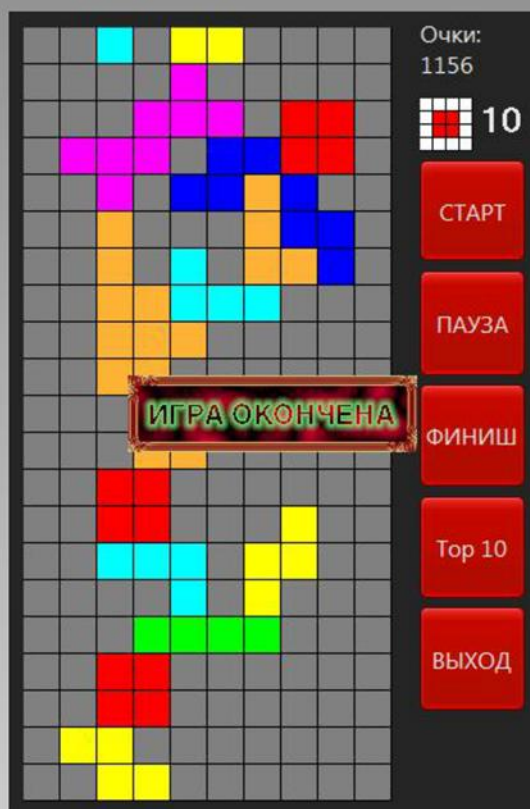 Очки:
1156
10
СТАРТ
ПАУЗА
ИГРА ОКОНЧЕНА
ФИНИШ
Top 10
ВЫХОД